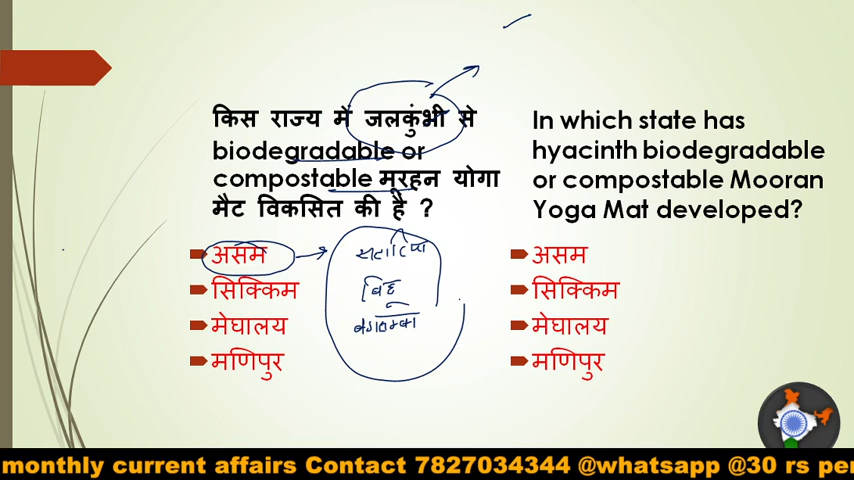 किस राज्य में जलकुंभी से
biodegradable or
compostable मूरहन योगा
मैट विकसित की है ?
असम
सिक्किम
मेघालय
मणिपुर
In which state has
hyacinth biodegradable
or compostable Mooran
Yoga Mat developed?
असम
सिक्किम
मेघालय
मणिपुर
monthly current affairs Contact 7827034344 @whatsapp @30 rs per